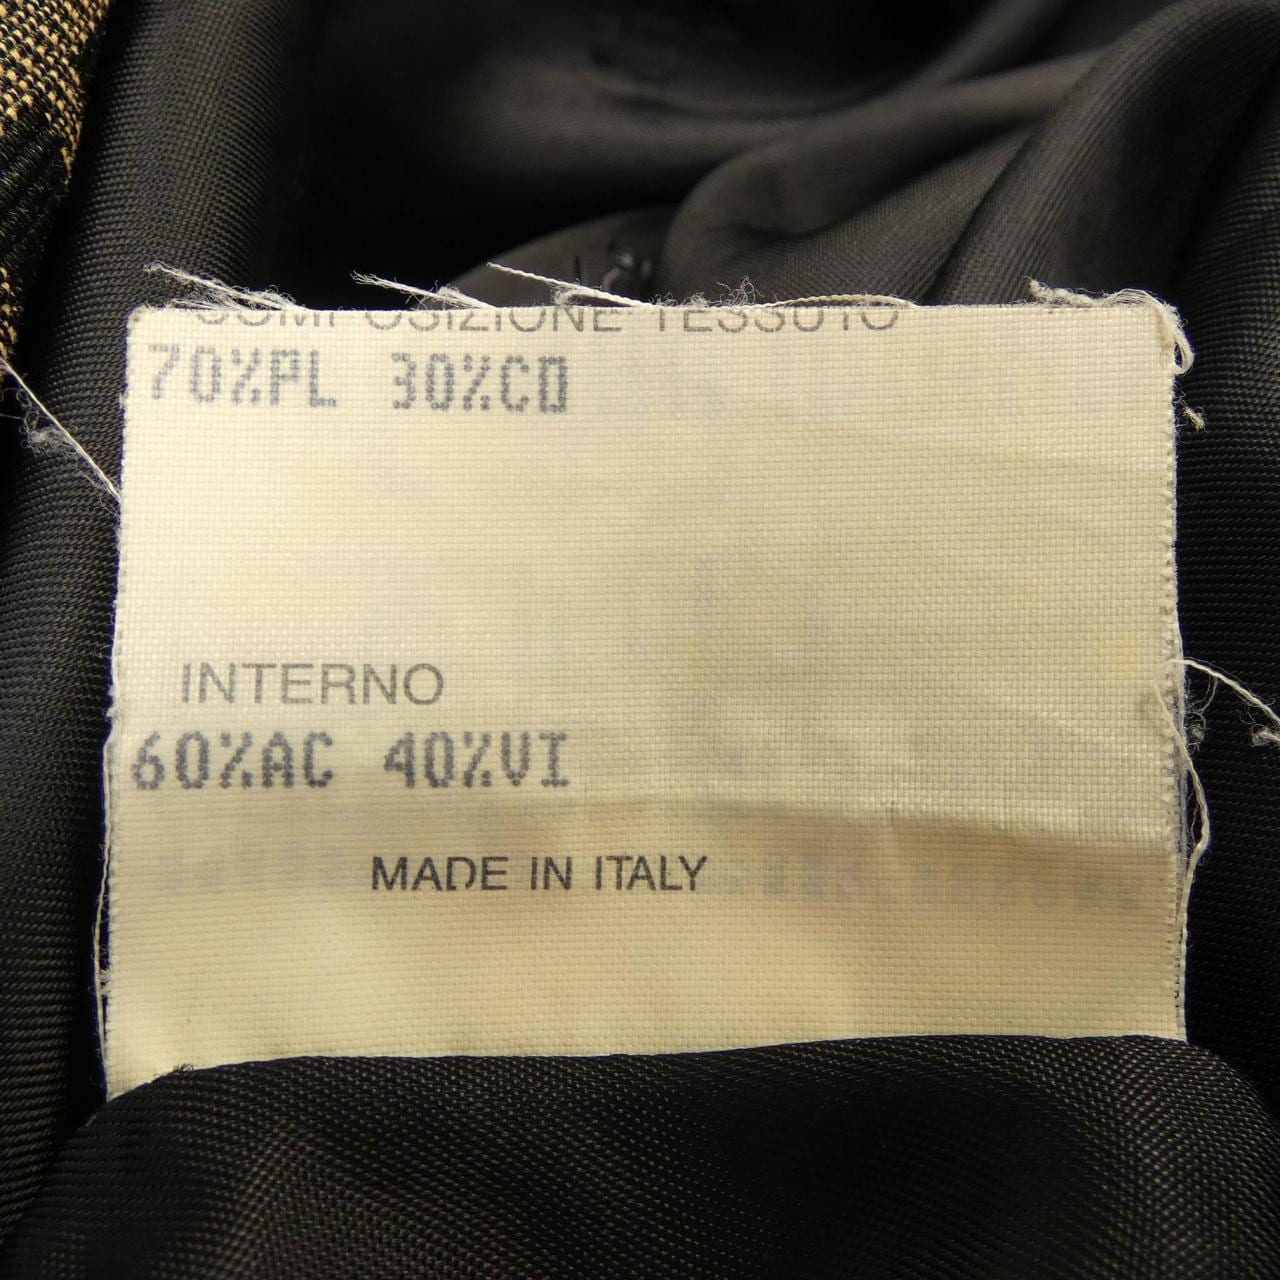 COMPOSIZIONE TESSUTO
70%PL 30%CO
INTERNO
60%AC 40%VI
MADE IN ITALY